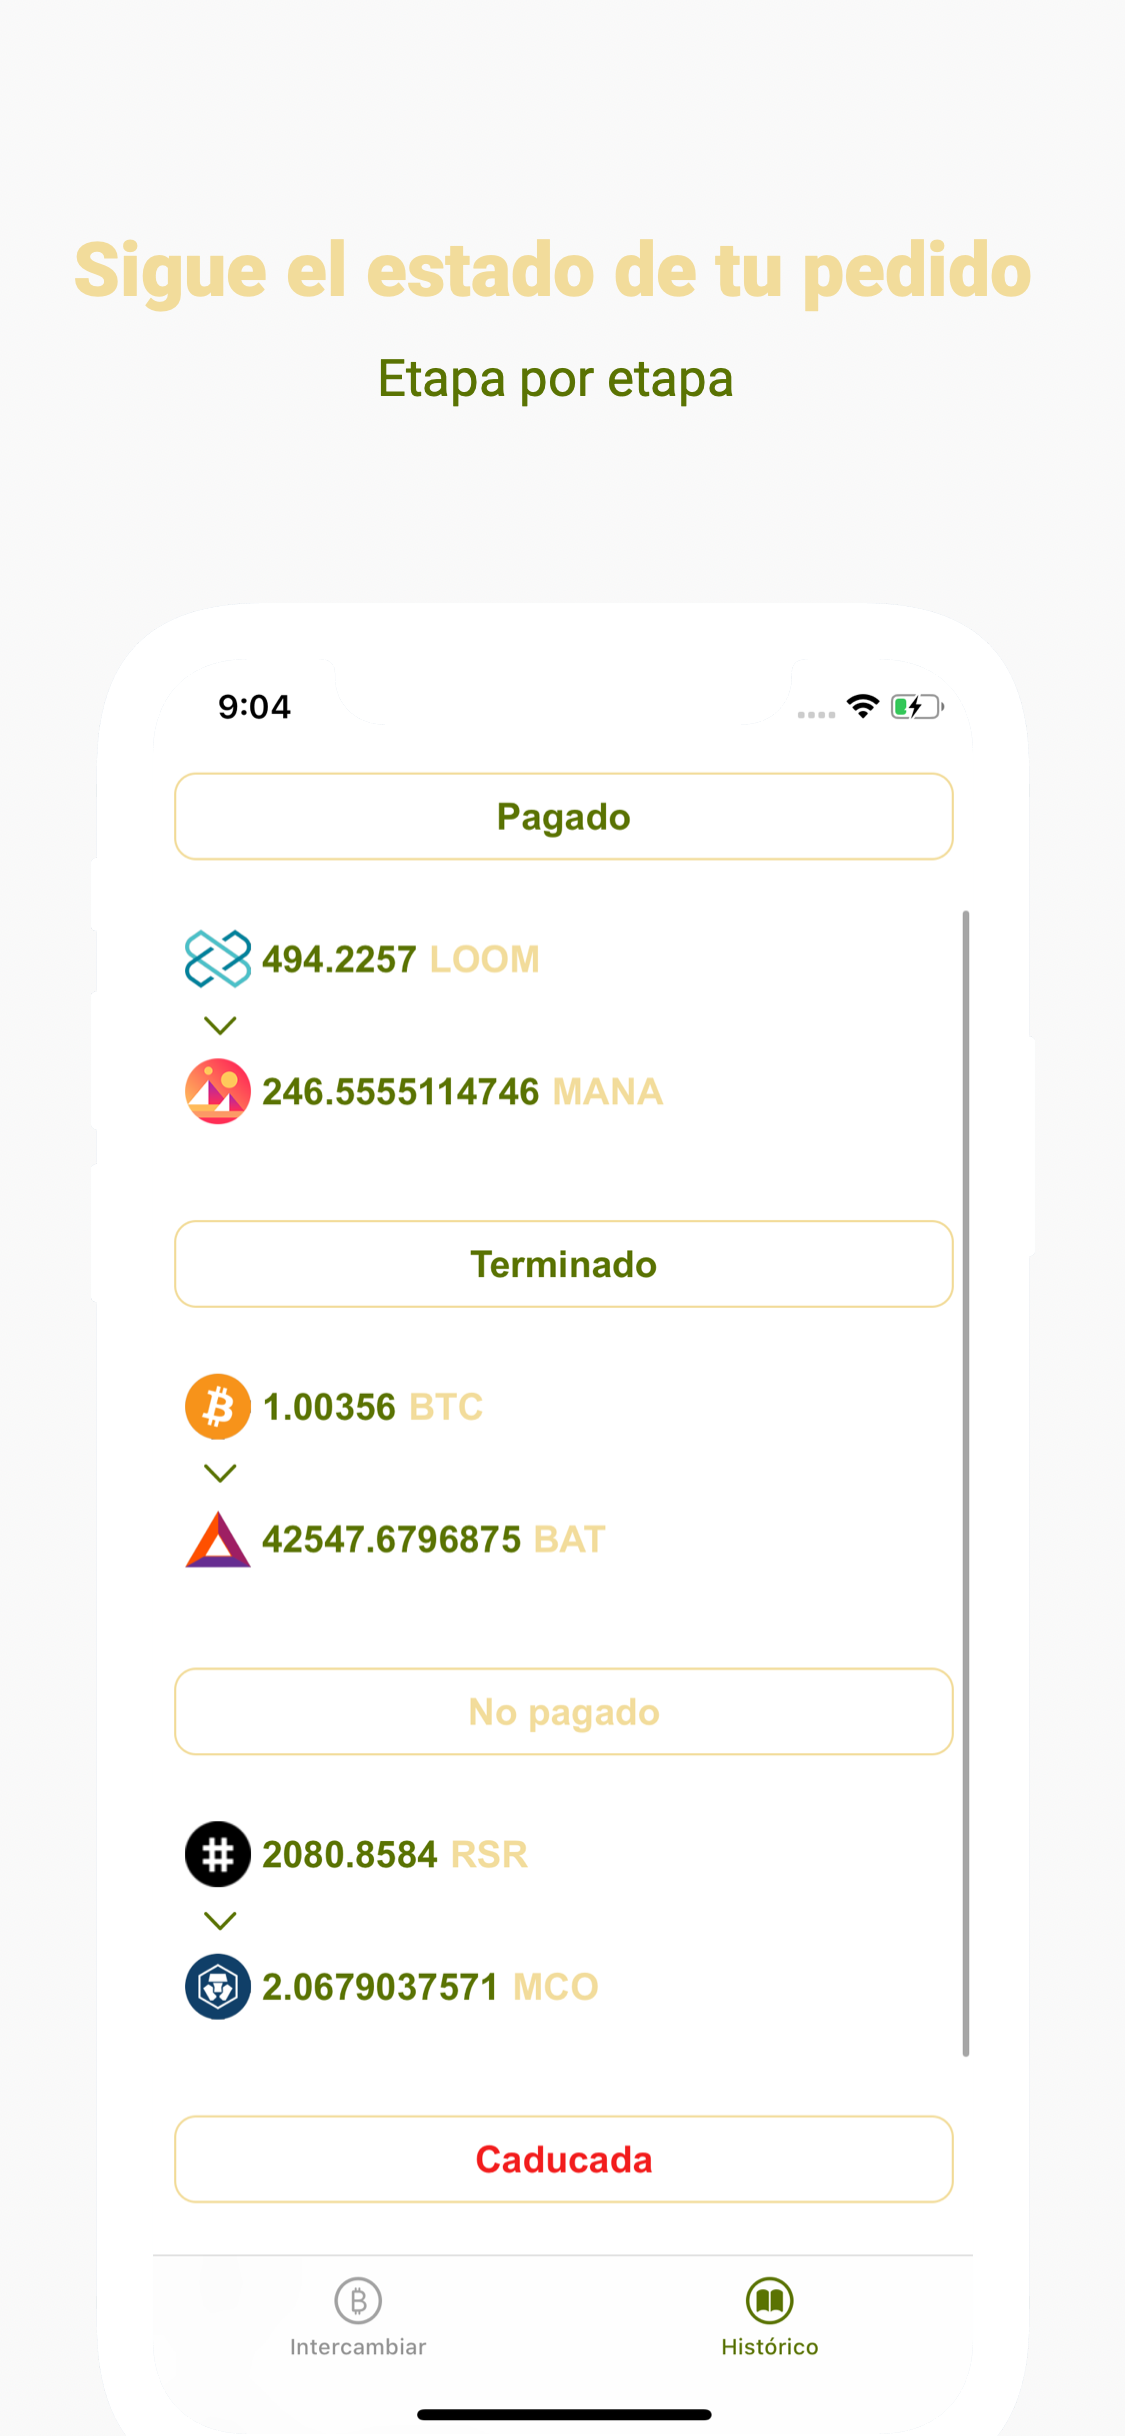 Sigue el estado de tu pedido
Etapa por etapa
9:04
Pagado
494.2257 LOOM
246.5555114746 MANA
Terminado
1.00356 BTC
42547.6796875 BAT
No pagado
2080.8584 RSR
2.0679037571 MCO
Caducada
Intercambiar
Histórico